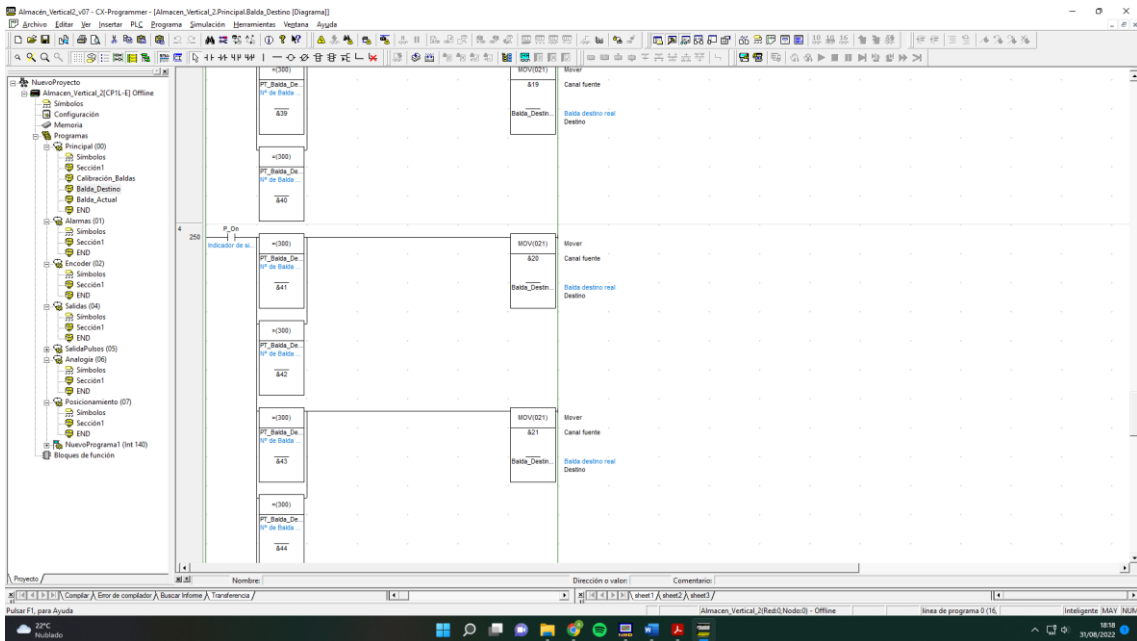 Almacén_Vertical2_v07 - CX-Programmer - [Almacen_Vertical_2.Principal.Balda_Destino [Diagrama]]
Archivo Editar Ver Insertar PLC Programa Simulación Herramientas Ventana Ayuda
NuevoProyecto
Almacen_Vertical_2[CP1L-E] Offline
Símbolos
Configuración
Memoria
Programas
Principal (00)
Símbolos
Sección1
Calibración_Baldas
Balda_Destino
Balda_Actual
END
Alarmas (01)
Símbolos
Sección1
END
Encoder (02)
Símbolos
Sección1
END
Salidas (04)
Símbolos
Sección1
END
SalidaPulsos (05)
Analogia (06)
Símbolos
Sección1
END
Posicionamiento (07)
Símbolos
Sección1
END
NuevoPrograma1 (Int 140)
Bloques de función
Proyecto
=(300)
PT_Balda_De...
Nº de Balda ...
&39
MOV(021) Mover
&19 Canal fuente
Balda_Destin... Balda destino real
Destino
=(300)
PT_Balda_De...
Nº de Balda ...
&40
4
250
P_On
Indicador de si...
=(300)
PT_Balda_De...
Nº de Balda ...
&41
MOV(021) Mover
&20 Canal fuente
Balda_Destin... Balda destino real
Destino
=(300)
PT_Balda_De...
Nº de Balda ...
&42
=(300)
PT_Balda_De...
Nº de Balda ...
&43
MOV(021) Mover
&21 Canal fuente
Balda_Destin... Balda destino real
Destino
=(300)
PT_Balda_De...
Nº de Balda ...
&44
Nombre: Dirección o valor: Comentario:
Compilar Error de compilador Buscar Informe Transferencia sheet1 sheet2 sheet3
Pulsar F1, para Ayuda Almacen_Vertical_2(Red:0,Nodo:0) - Offline línea de programa 0 (16, Inteligente MAY NUM
22°C
Nublado
18:18
31/08/2022